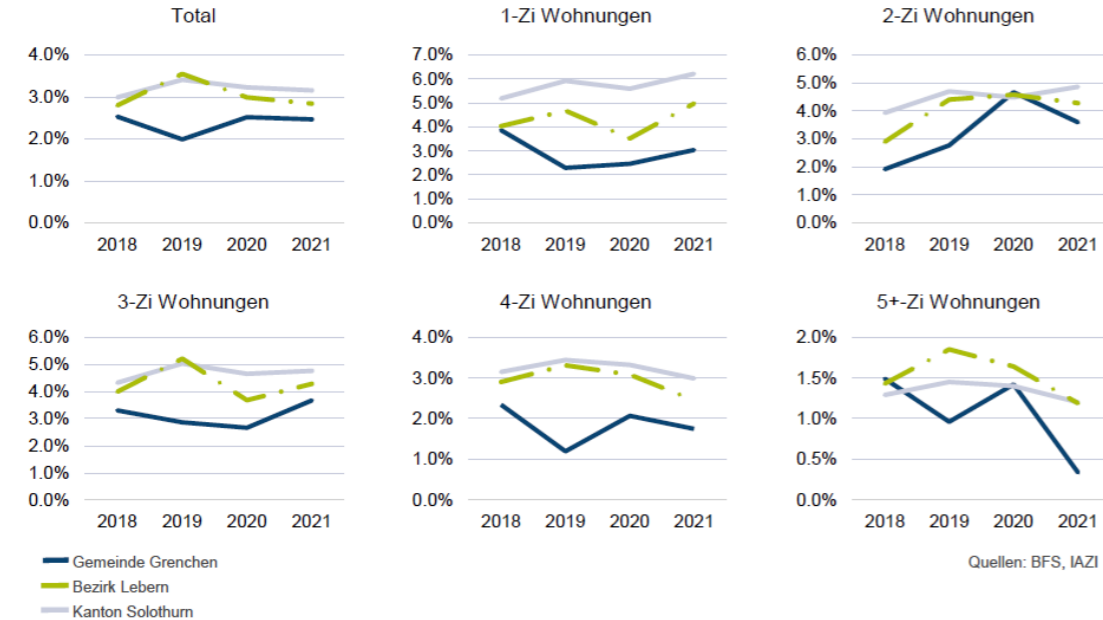 Total
4.0%
3.0%
2.0%
1.0%
0.0%
2018 2019 2020 2021
1-Zi Wohnungen
7.0%
6.0%
5.0%
4.0%
3.0%
2.0%
1.0%
0.0%
2018 2019 2020 2021
2-Zi Wohnungen
6.0%
5.0%
4.0%
3.0%
2.0%
1.0%
0.0%
2018 2019 2020 2021
3-Zi Wohnungen
6.0%
5.0%
4.0%
3.0%
2.0%
1.0%
0.0%
2018 2019 2020 2021
4-Zi Wohnungen
4.0%
3.0%
2.0%
1.0%
0.0%
2018 2019 2020 2021
5+-Zi Wohnungen
2.0%
1.5%
1.0%
0.5%
0.0%
2018 2019 2020 2021
Gemeinde Grenchen
Bezirk Lebern
Kanton Solothurn
Quellen: BFS, IAZI